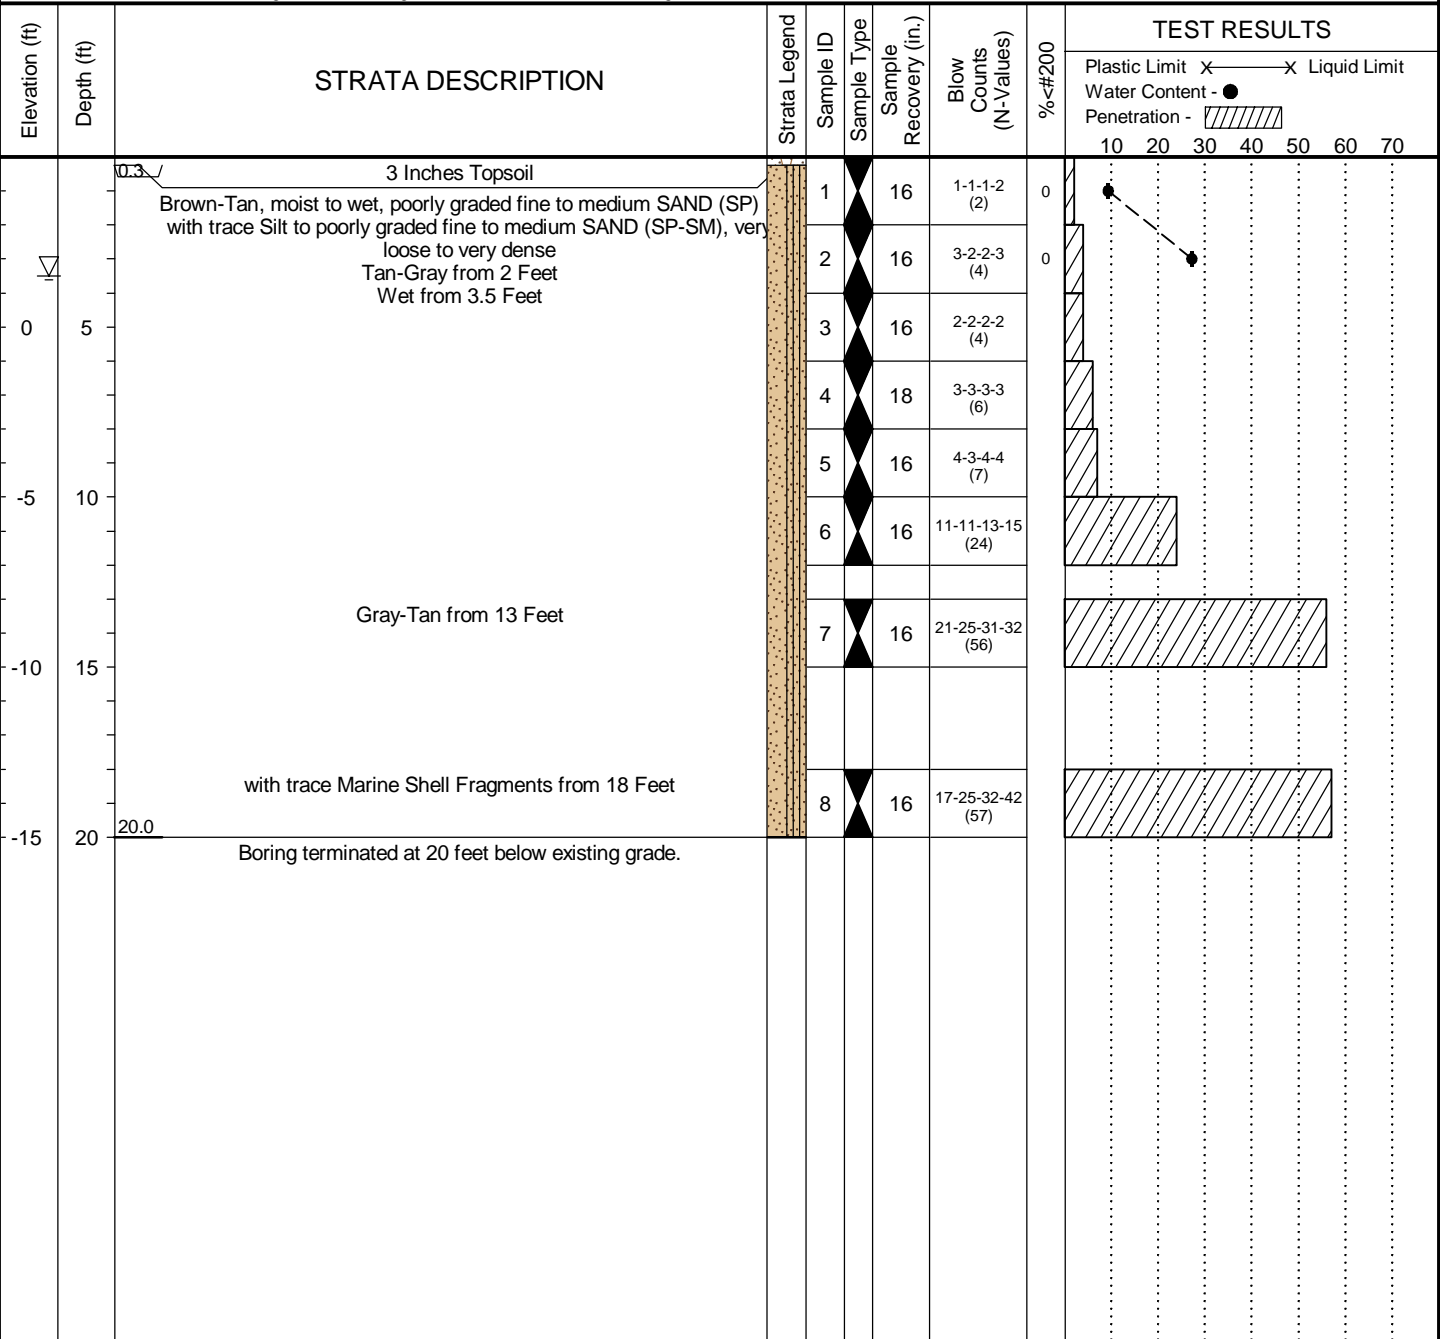 Elevation (ft)
Depth (ft)
STRATA DESCRIPTION
Strata Legend
Sample ID
Sample Type
Sample
Recovery (in.)
Blow
Counts
(N-Values)
%<#200
TEST RESULTS
Plastic Limit X X Liquid Limit
Water Content -
Penetration -
10 20 30 40 50 60 70
0.3
3 Inches Topsoil
Brown-Tan, moist to wet, poorly graded fine to medium SAND (SP)
with trace Silt to poorly graded fine to medium SAND (SP-SM), very
loose to very dense
Tan-Gray from 2 Feet
Wet from 3.5 Feet
1 16 1-1-1-2 0
(2)
2 16 3-2-2-3 0
(4)
0 5
3 16 2-2-2-2
(4)
4 18 3-3-3-3
(6)
5 16 4-3-4-4
(7)
-5 10
6 16 11-11-13-15
(24)
Gray-Tan from 13 Feet
7 16 21-25-31-32
(56)
-10 15
with trace Marine Shell Fragments from 18 Feet
8 16 17-25-32-42
(57)
20.0
-15 20
Boring terminated at 20 feet below existing grade.